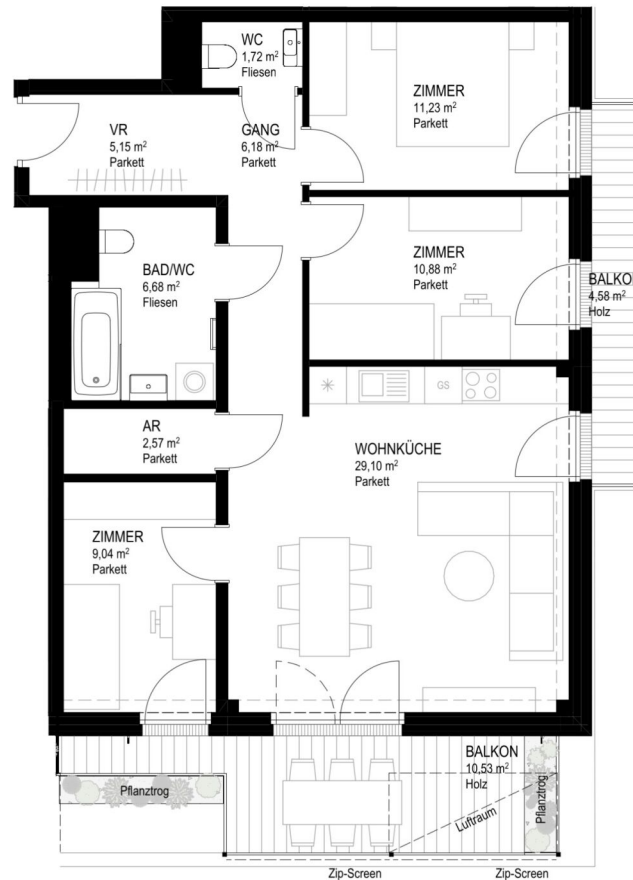 WC
1,72 m²
Fliesen
ZIMMER
11,23 m²
Parkett
VR
5,15 m²
Parkett
GANG
6,18 m²
Parkett
ZIMMER
10,88 m²
Parkett
BAD/WC
6,68 m²
Fliesen
BALKON
4,58 m²
Holz
GS
AR
2,57 m²
Parkett
WOHNKÜCHE
29,10 m²
Parkett
ZIMMER
9,04 m²
Parkett
BALKON
10,53 m²
Holz
Pflanztrog
Luftraum
Pflanztrog
Zip-Screen
Zip-Screen